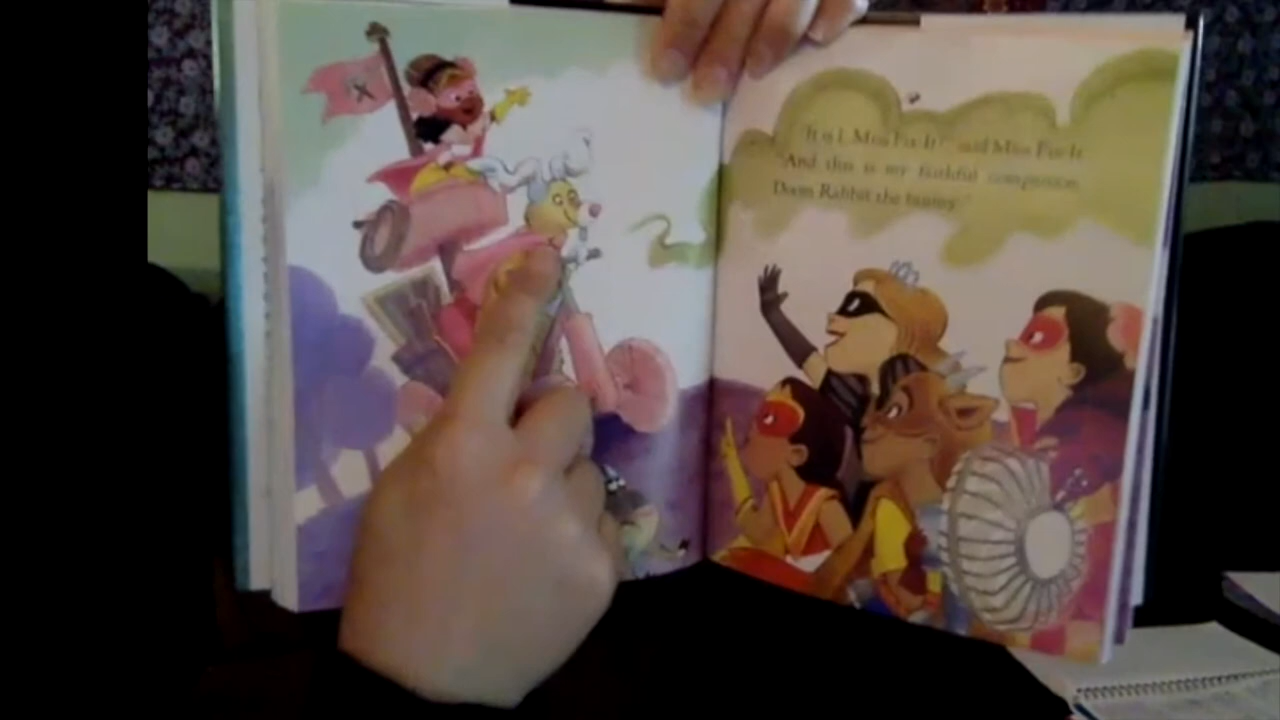 "It is I, Miss Fix-It!" said Miss Fix-It.
"And this is my faithful companion,
Doom Rabbit the bunny."